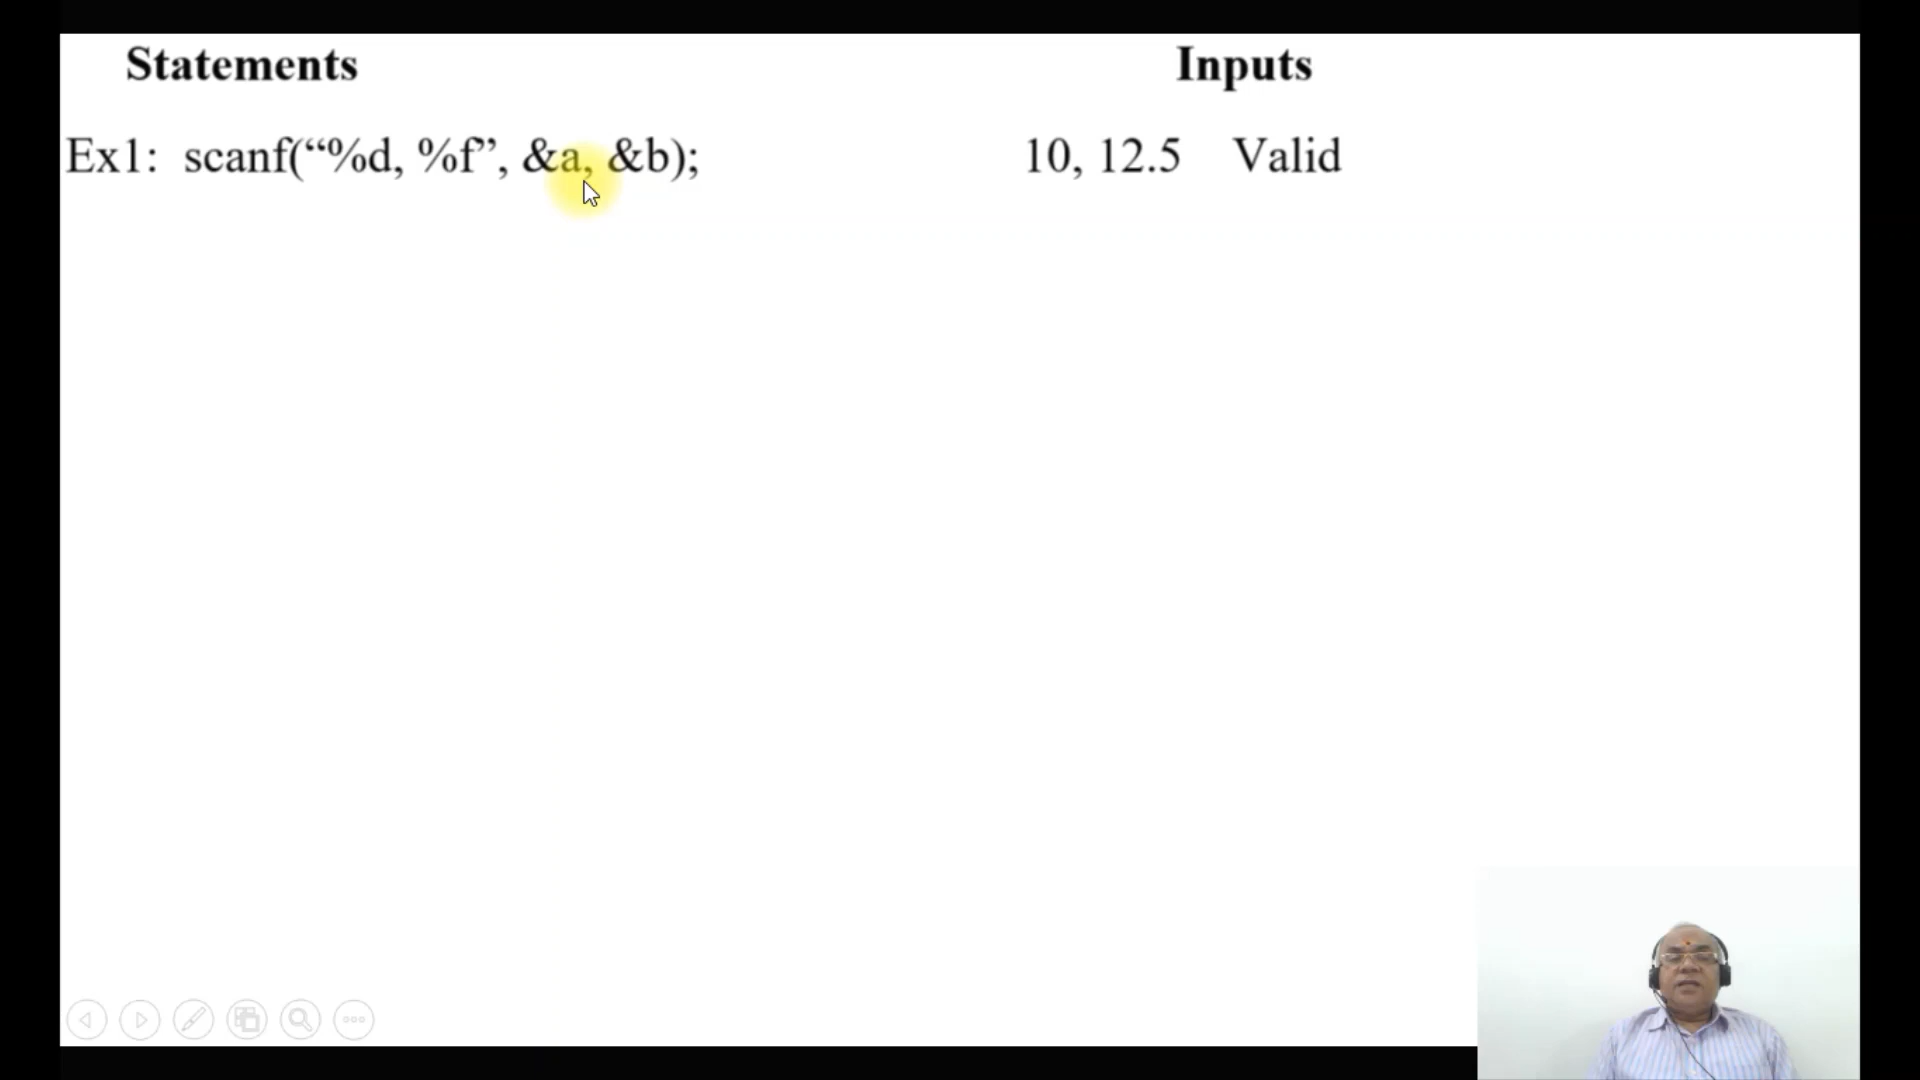 Statements Inputs
Ex1: scanf(“%d, %f”, &a, &b); 10, 12.5 Valid